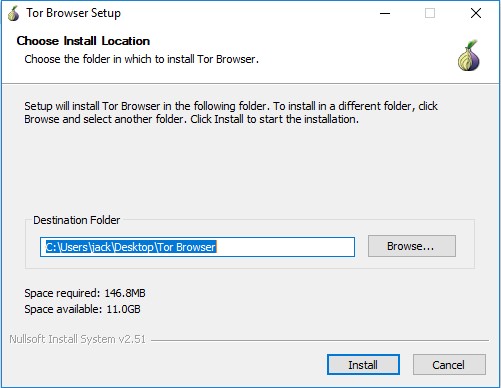 Tor Browser Setup
Choose Install Location
Choose the folder in which to install Tor Browser.
Setup will install Tor Browser in the following folder. To install in a different folder, click
Browse and select another folder. Click Install to start the installation.
Destination Folder
C:\Users\jack\Desktop\Tor Browser
Browse...
Space required: 146.8MB
Space available: 11.0GB
Nullsoft Install System v2.51
Install
Cancel